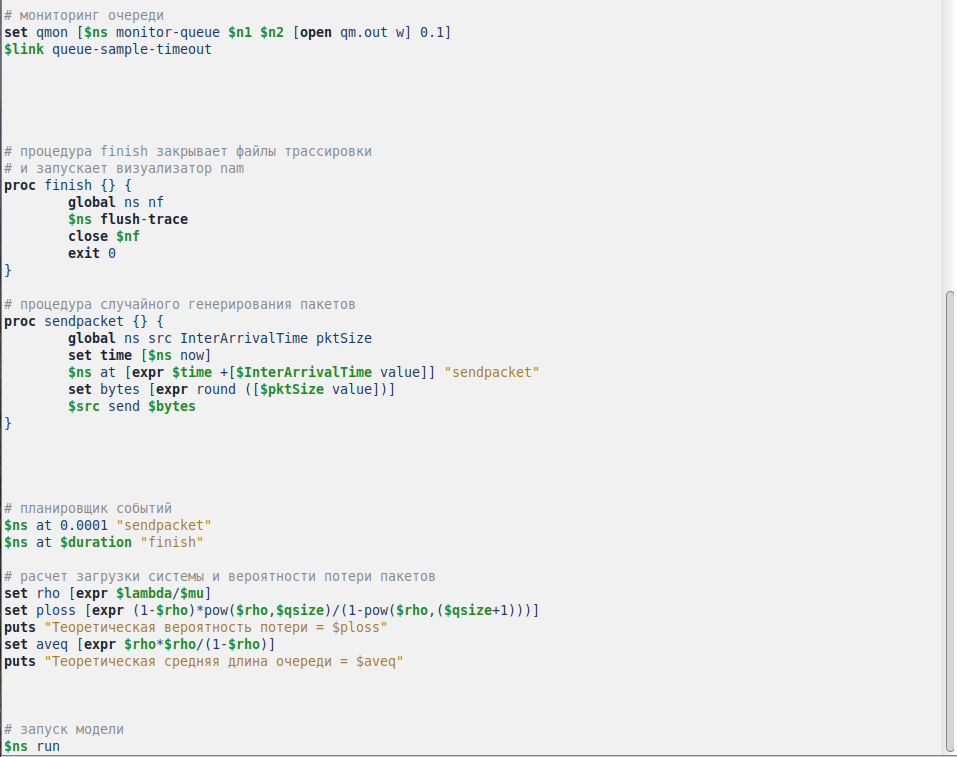 # мониторинг очереди
set qmon [$ns monitor-queue $n1 $n2 [open qm.out w] 0.1]
$link queue-sample-timeout
# процедура finish закрывает файлы трассировки
# и запускает визуализатор nam
proc finish {} {
global ns nf
$ns flush-trace
close $nf
exit 0
}
# процедура случайного генерирования пакетов
proc sendpacket {} {
global ns src InterArrivalTime pktSize
set time [$ns now]
$ns at [expr $time +[$InterArrivalTime value]] "sendpacket"
set bytes [expr round ([$pktSize value])]
$src send $bytes
}
# планировщик событий
$ns at 0.0001 "sendpacket"
$ns at $duration "finish"
# расчет загрузки системы и вероятности потери пакетов
set rho [expr $lambda/$mu]
set ploss [expr (1-$rho)*pow($rho,$qsize)/(1-pow($rho,($qsize+1)))]
puts "Теоретическая вероятность потери = $ploss"
set aveq [expr $rho*$rho/(1-$rho)]
puts "Теоретическая средняя длина очереди = $aveq"
# запуск модели
$ns run